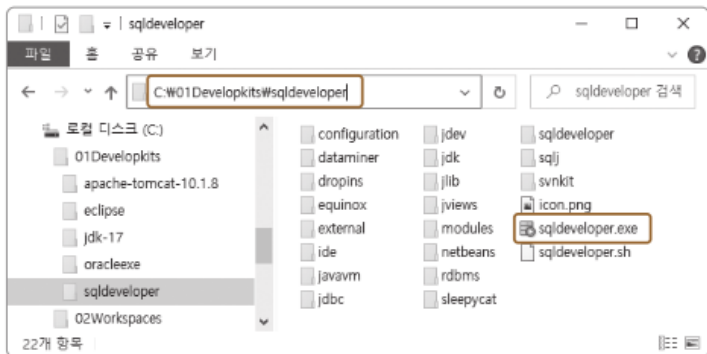 sqldeveloper
파일 홈 공유 보기
C:₩01Developkits₩sqldeveloper
sqldeveloper 검색
로컬 디스크 (C:)
01Developkits
apache-tomcat-10.1.8
eclipse
jdk-17
oracleexe
sqldeveloper
02Workspaces
configuration
dataminer
dropins
equinox
external
ide
javavm
jdbc
jdev
jdk
jlib
jviews
modules
netbeans
rdbms
sleepycat
sqldeveloper
sqlj
svnkit
icon.png
sqldeveloper.exe
sqldeveloper.sh
22개 항목